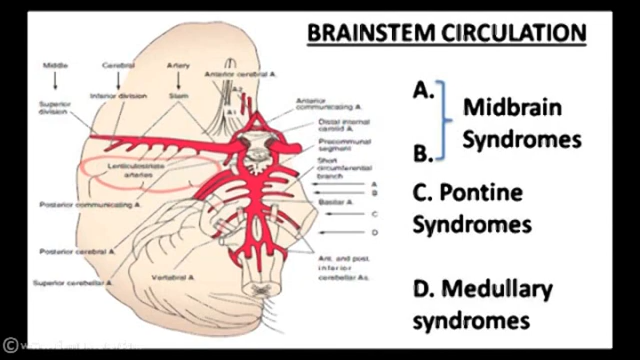 BRAINSTEM CIRCULATION
Middle Cerebral Artery
Anterior cerebral A.
Superior division
Inferior division
Stem
A2
A1
Anterior communicating A.
Distal internal carotid A.
Precommunal segment
Short circumferential branch
Lenticulostriate arteries
A
B
Posterior communicating A.
Basilar A.
C
D
Posterior cerebral A.
Vertebral A
Superior cerebellar A.
Ant. and post.
inferior
cerebellar As.
A.
B.
Midbrain
Syndromes
C. Pontine
Syndromes
D. Medullary
syndromes